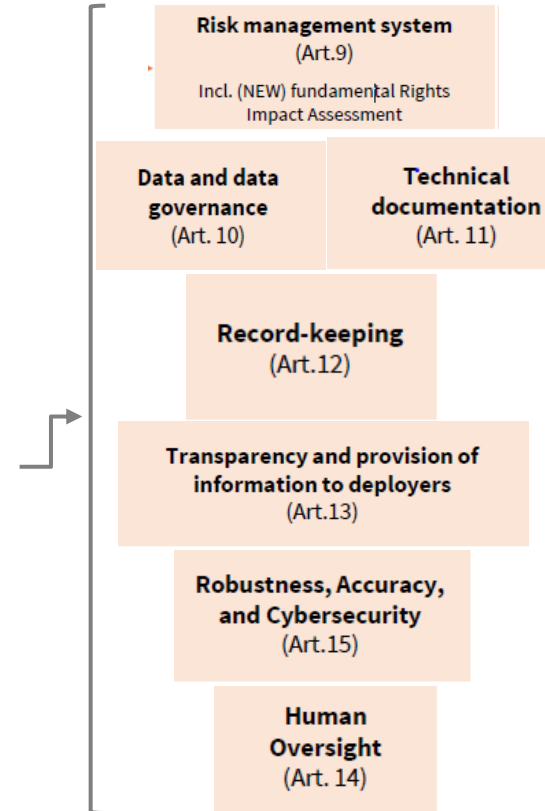 Risk management system
(Art.9)
Incl. (NEW) fundamental Rights
Impact Assessment
Data and data
governance
(Art. 10)
Technical
documentation
(Art. 11)
Record-keeping
(Art.12)
Transparency and provision of
information to deployers
(Art.13)
Robustness, Accuracy,
and Cybersecurity
(Art.15)
Human
Oversight
(Art. 14)